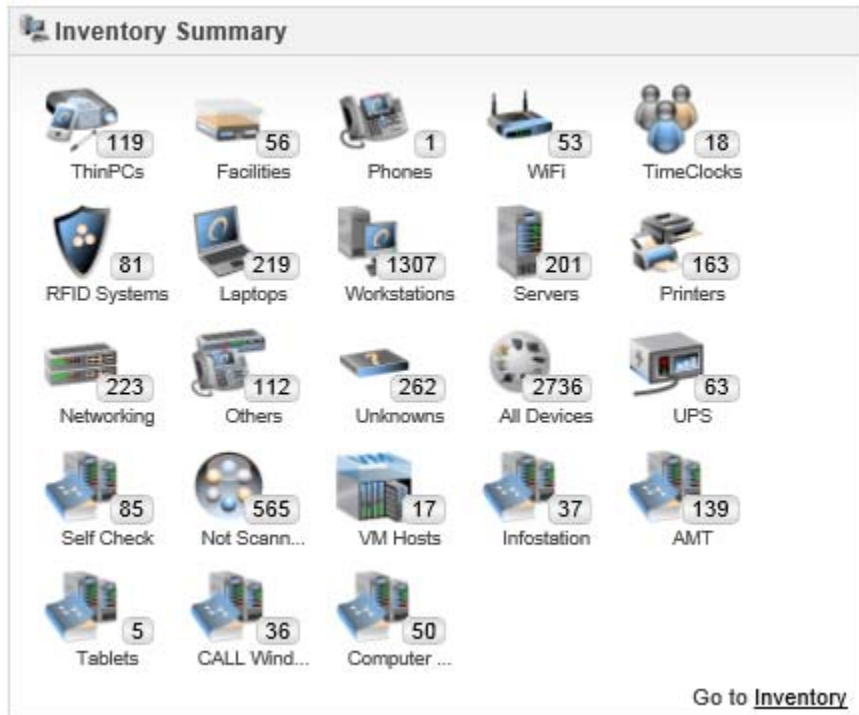 Inventory Summary
119 56 1 53 18
ThinPCs Facilities Phones WiFi TimeClocks
81 219 1307 201 163
RFID Systems Laptops Workstations Servers Printers
223 112 262 2736 63
Networking Others Unknowns All Devices UPS
85 565 17 37 139
Self Check Not Scann... VM Hosts Infostation AMT
5 36 50
Tablets CALL Wind... Computer ...
Go to Inventory